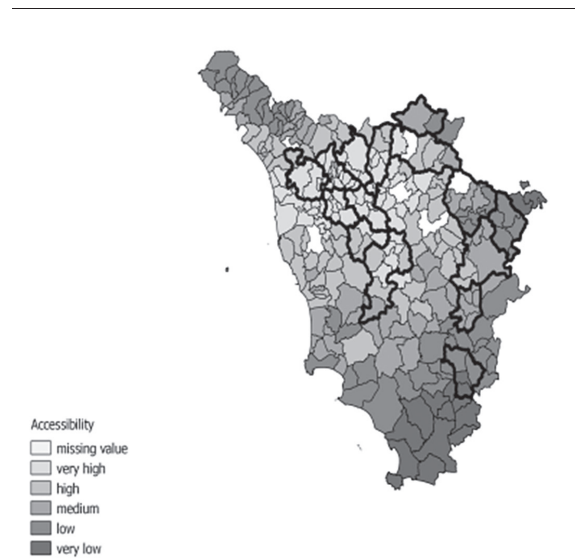 Accessibility
missing value
very high
high
medium
low
very low